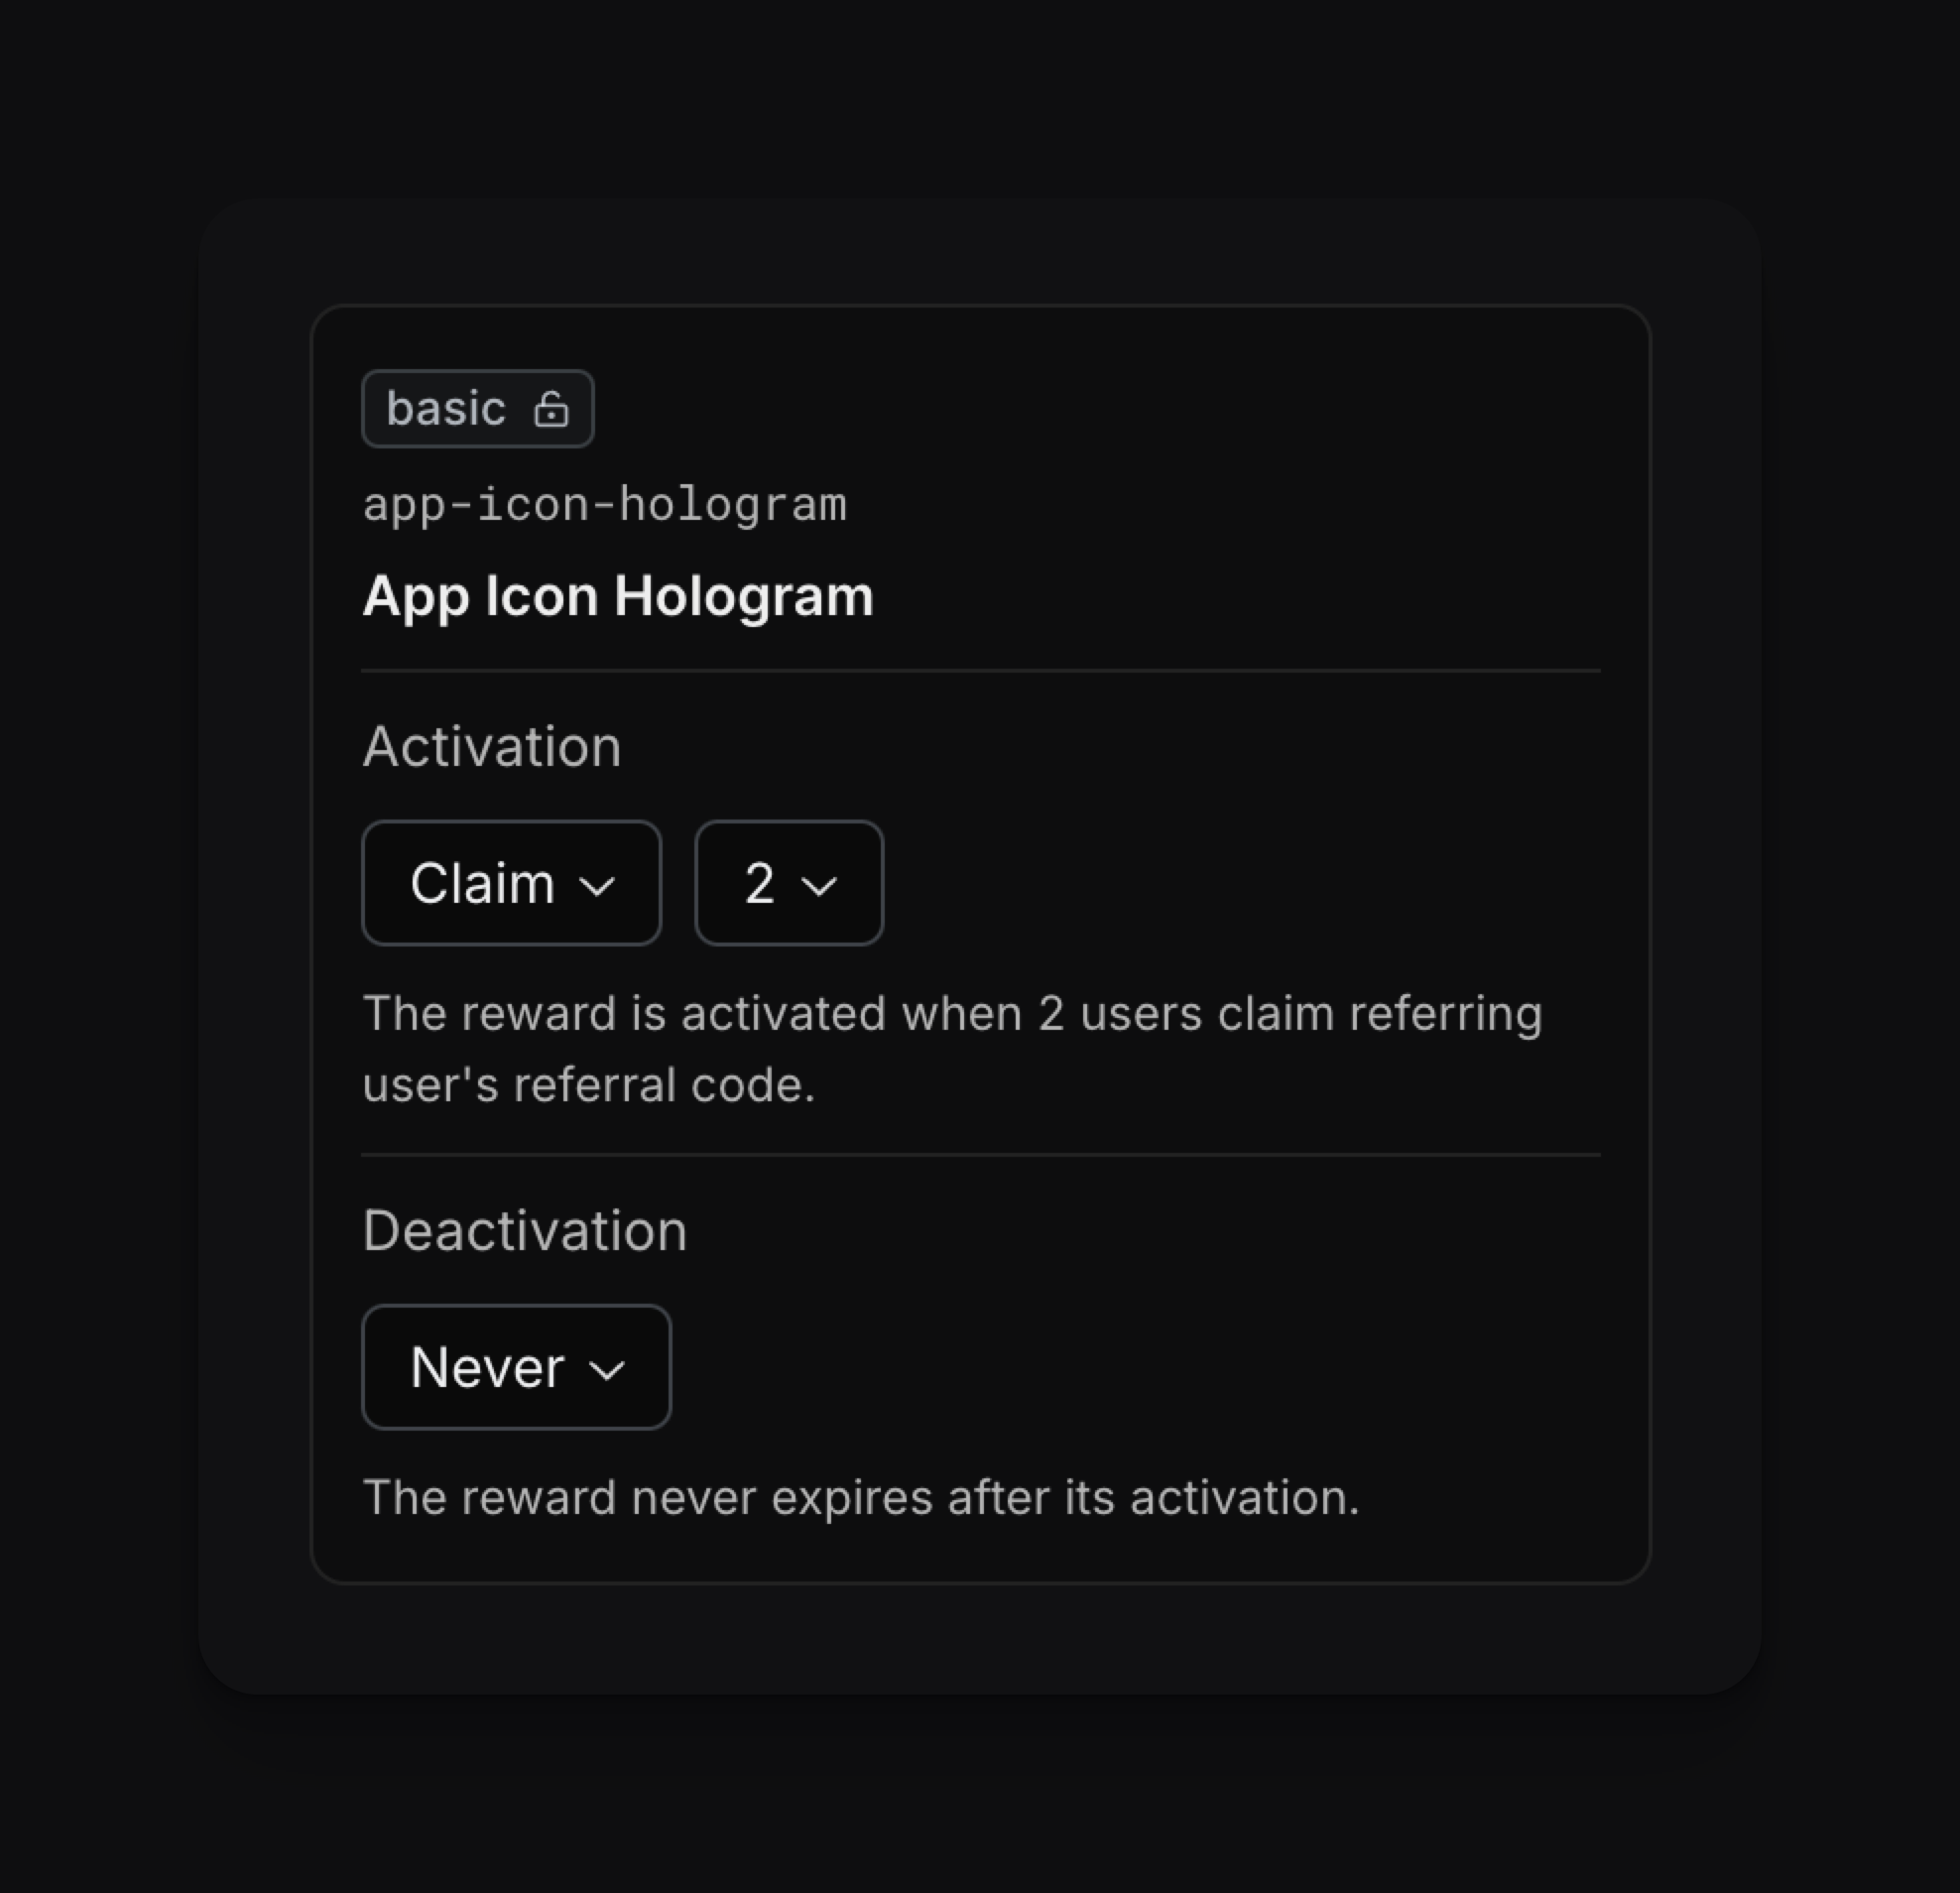 basic
app-icon-hologram
App Icon Hologram
Activation
Claim 2
The reward is activated when 2 users claim referring
user's referral code.
Deactivation
Never
The reward never expires after its activation.